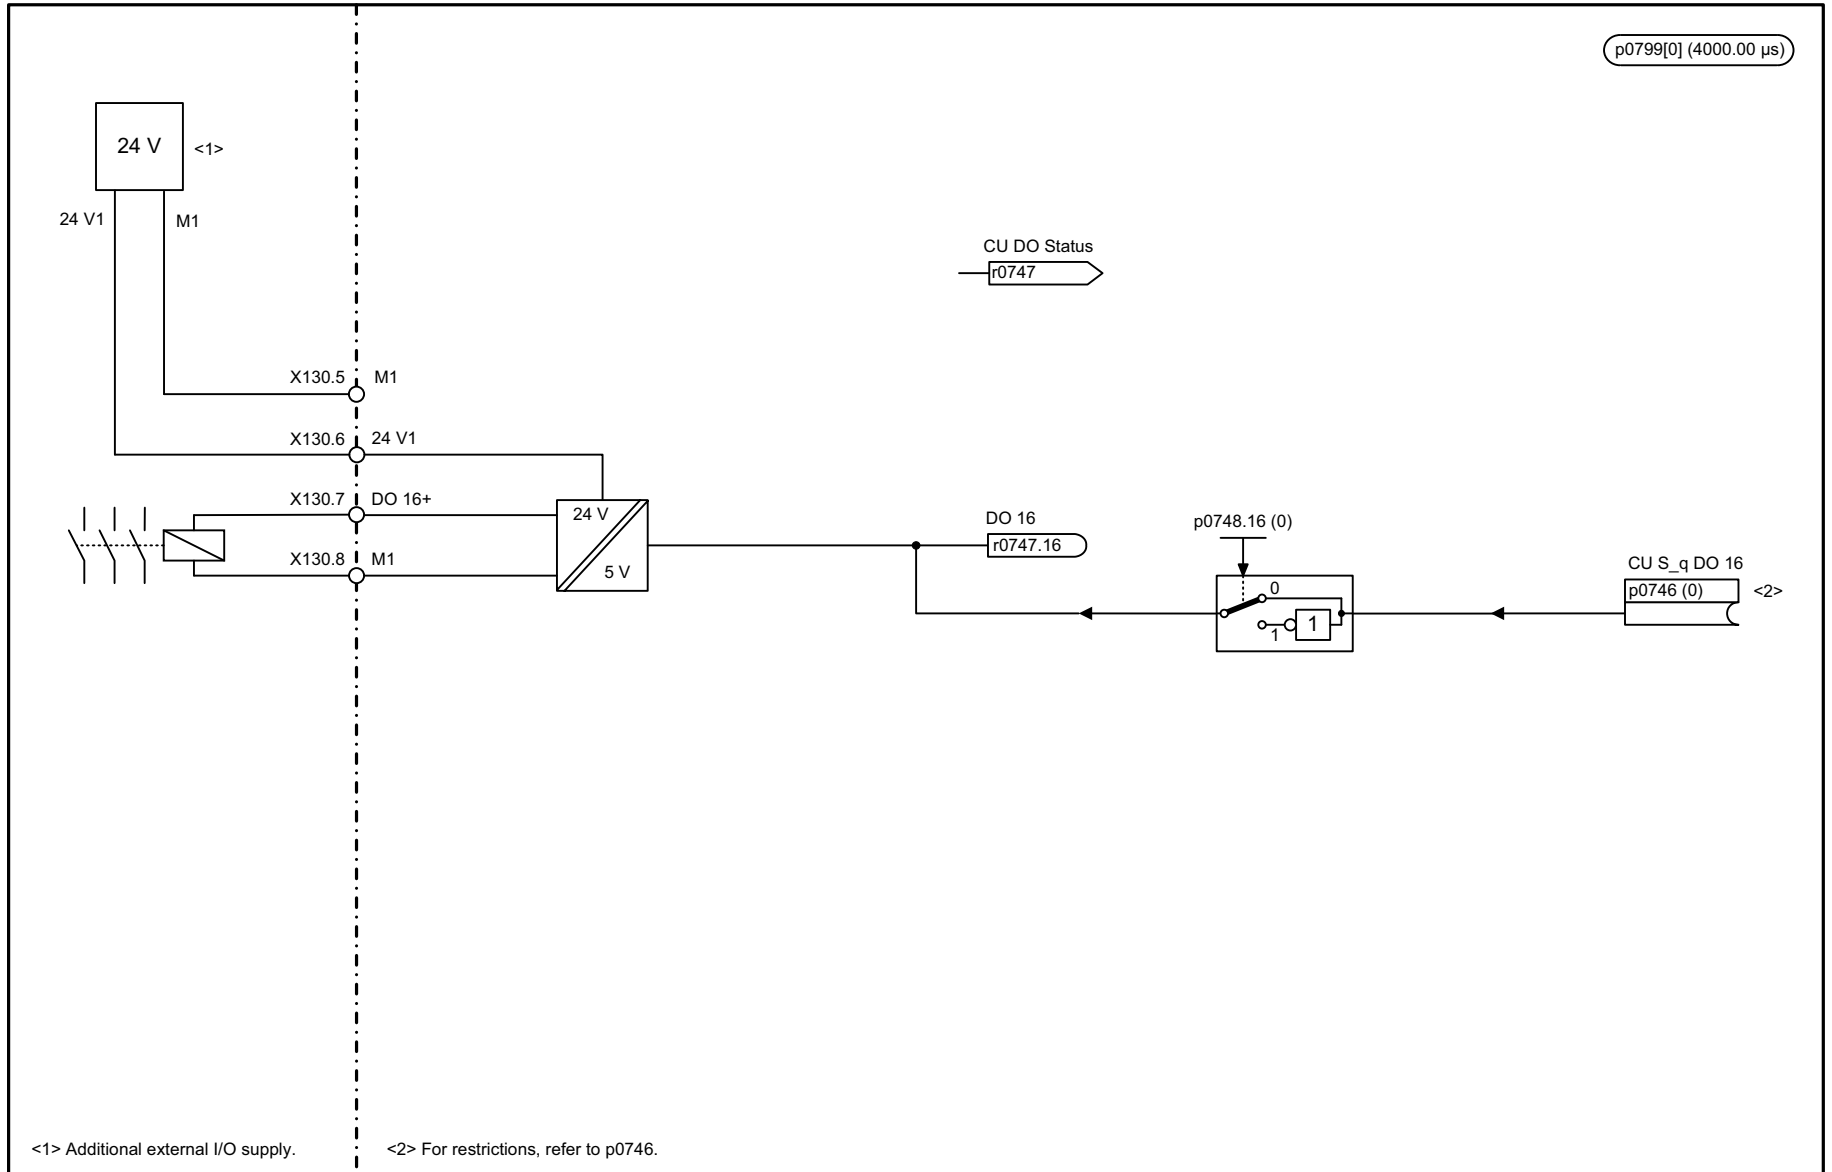 p0799[0] (4000.00 µs)
24 V <1>
24 V1 M1
CU DO Status
r0747
X130.5 M1
X130.6 24 V1
X130.7 DO 16+
24 V
5 V
X130.8 M1
DO 16
r0747.16
p0748.16 (0)
0
1
1
CU S_q DO 16
p0746 (0) <2>
<1> Additional external I/O supply.
<2> For restrictions, refer to p0746.